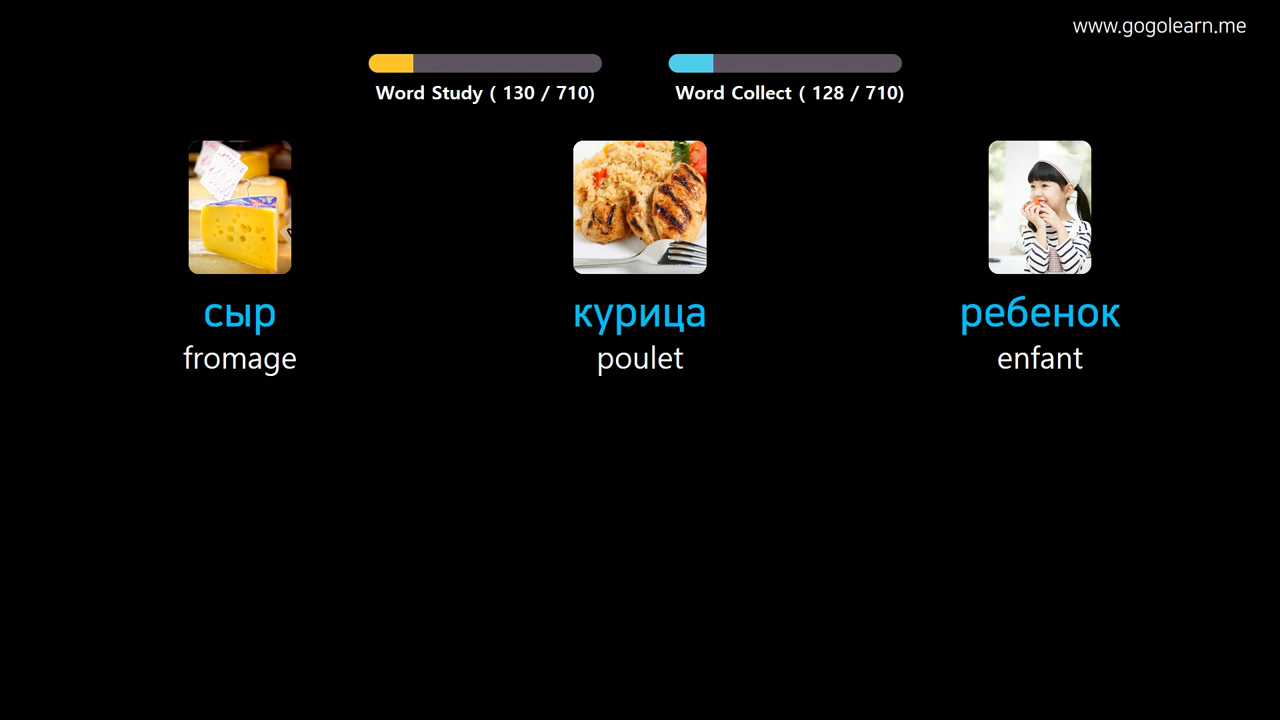 www.gogolearn.me
Word Study ( 130 / 710)
Word Collect ( 128 / 710)
сыр
курица
ребенок
fromage
poulet
enfant